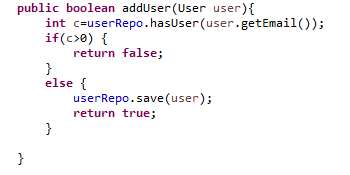 public boolean addUser(User user){
    int c=userRepo.hasUser(user.getEmail());
    if(c>0) {
        return false;
    }
    else {
        userRepo.save(user);
        return true;
    }
}